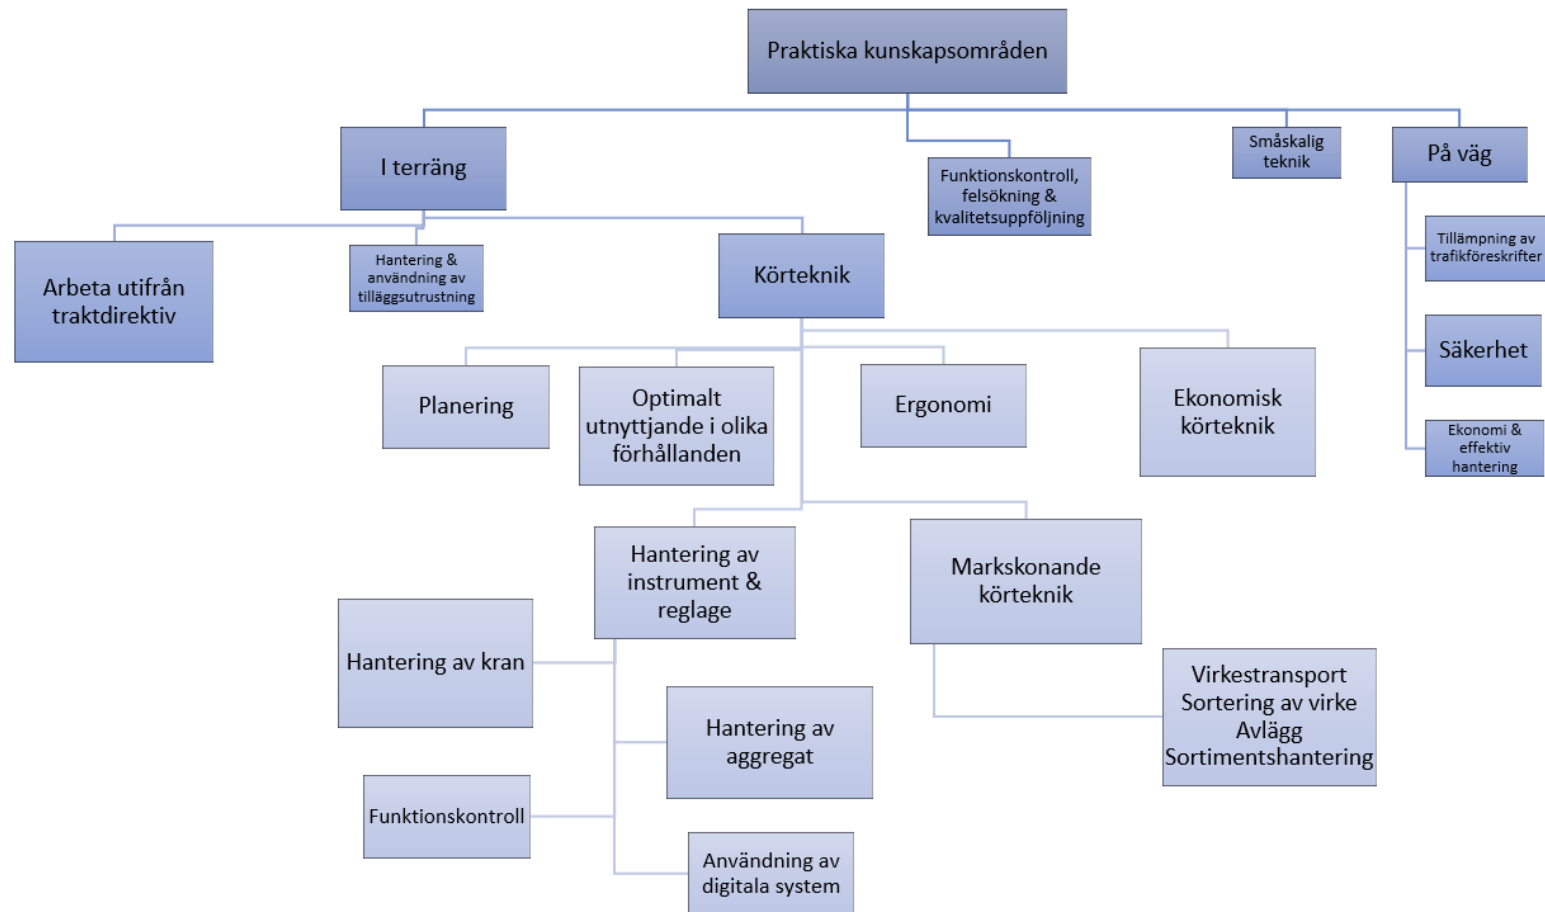 Praktiska kunskapsområden
I terräng
Funktionskontroll,
felsökning &
kvalitetsuppföljning
Småskalig
teknik
På väg
Arbeta utifrån
traktdirektiv
Hantering &
användning av
tilläggsutrustning
Körteknik
Tillämpning av
trafikföreskrifter
Säkerhet
Ekonomi &
effektiv
hantering
Planering
Optimalt
utnyttjande i olika
förhållanden
Ergonomi
Ekonomisk
körteknik
Hantering av
instrument &
reglage
Markskonande
körteknik
Hantering av kran
Hantering av
aggregat
Funktionskontroll
Användning av
digitala system
Virkestransport
Sortering av virke
Avlägg
Sortimentshantering